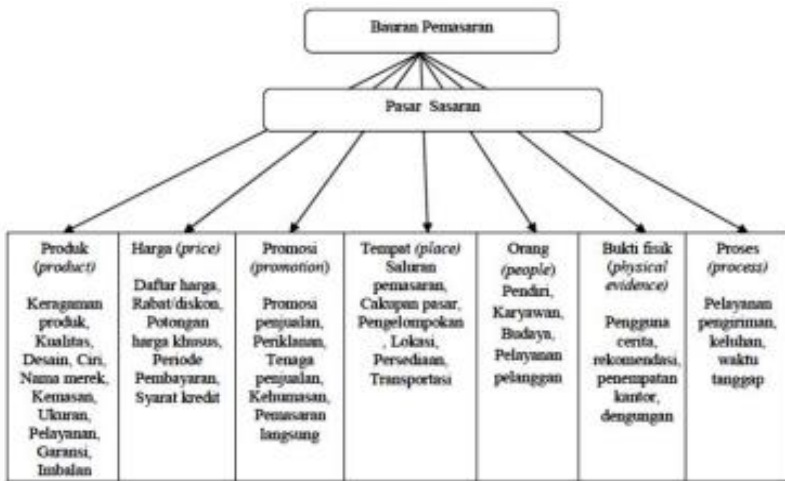 Bauran Pemasaran
Pasar Sasaran
Produk
(product)
Keragaman
produk,
Kualitas,
Desain, Ciri,
Nama merek,
Kemasan,
Ukuran,
Pelayanan,
Garansi,
Imbalan
Harga (price)
Daftar harga,
Rabat/diskon,
Potongan
harga khusus,
Periode
Pembayaran,
Syarat kredit
Promosi
(promotion)
Promosi
penjualan,
Periklanan,
Tenaga
penjualan,
Kehumasan,
Pemasaran
langsung
Tempat (place)
Saluran
pemasaran,
Cakupan pasar,
Pengelompokan
, Lokasi,
Persediaan,
Transportasi
Orang
(people)
Pendiri,
Karyawan,
Budaya,
Pelayanan
pelanggan
Bukti fisik
(physical
evidence)
Pengguna
cerita,
rekomendasi,
penempatan
kantor,
dengungan
Proses
(process)
Pelayanan
pengiriman,
keluhan,
waktu
tanggap